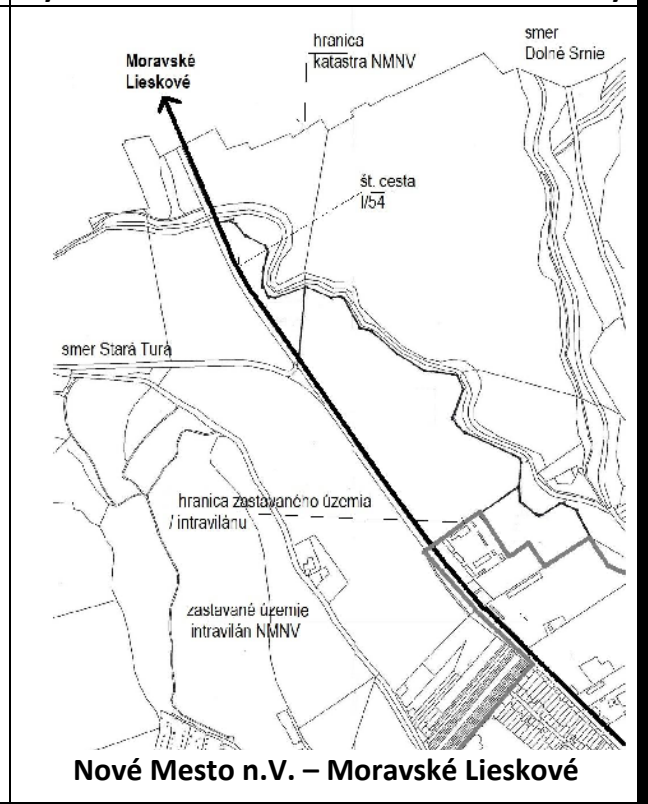 smer
Dolné Srnie
hranica
katastra NMNV
Moravské
Lieskové
št. cesta
I/54
smer Stará Turá
hranica zastavaného územia
/ intravilánu
zastavané územie
intravilán NMNV
Nové Mesto n.V. – Moravské Lieskové